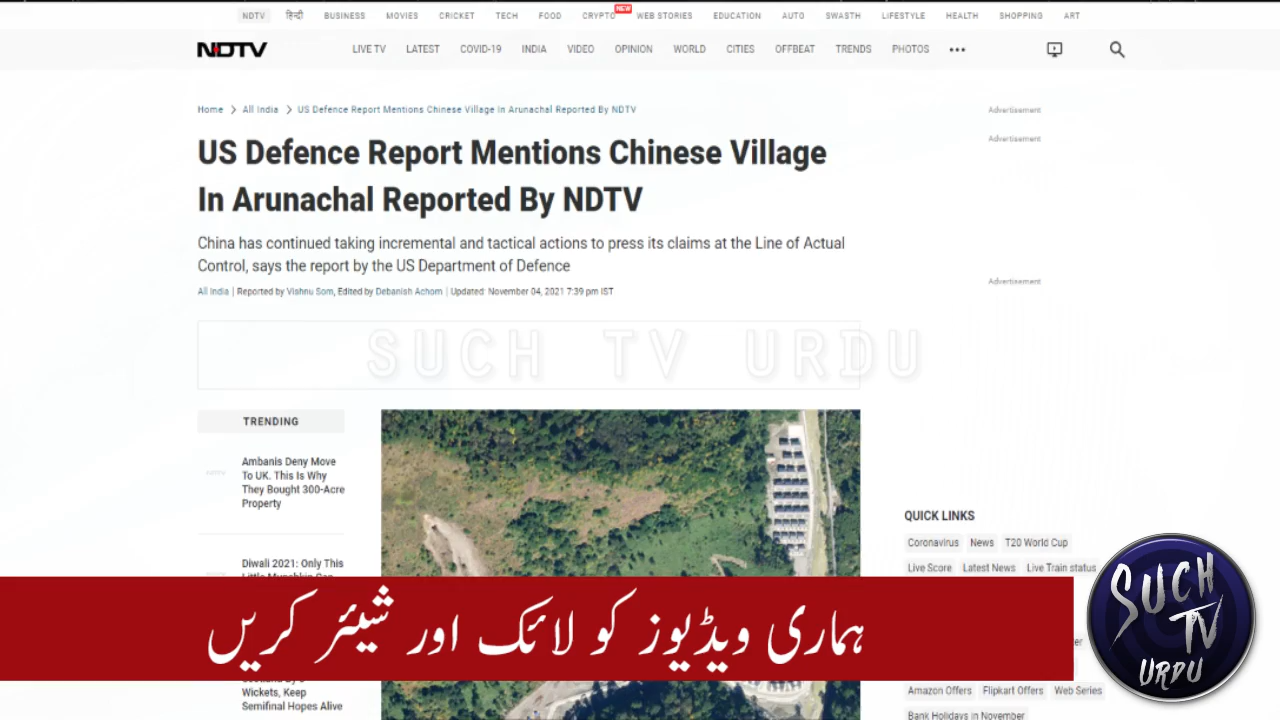 NDTV हिन्दी BUSINESS MOVIES CRICKET TECH FOOD CRYPTO NEW WEB STORIES EDUCATION AUTO SWASTH LIFESTYLE HEALTH SHOPPING ART
NDTV LIVE TV LATEST COVID-19 INDIA VIDEO OPINION WORLD CITIES OFFBEAT TRENDS PHOTOS •••
Home > All India > US Defence Report Mentions Chinese Village In Arunachal Reported By NDTV
Advertisement
Advertisement
US Defence Report Mentions Chinese Village
In Arunachal Reported By NDTV
China has continued taking incremental and tactical actions to press its claims at the Line of Actual
Control, says the report by the US Department of Defence
All India | Reported by Vishnu Som, Edited by Debanish Achom | Updated: November 04, 2021 7:39 pm IST
Advertisement
SUCH TV URDU
TRENDING
NDTV
Ambanis Deny Move
To UK. This Is Why
They Bought 300-Acre
Property
Diwali 2021: Only This
QUICK LINKS
Coronavirus News T20 World Cup
Live Score Latest News Live Train status
ہماری ویڈیوز کو لائک اور شیئر کریں
SUCH
TV
URDU
Wickets, Keep
Semifinal Hopes Alive
Amazon Offers Flipkart Offers Web Series
Bank Holidays in November